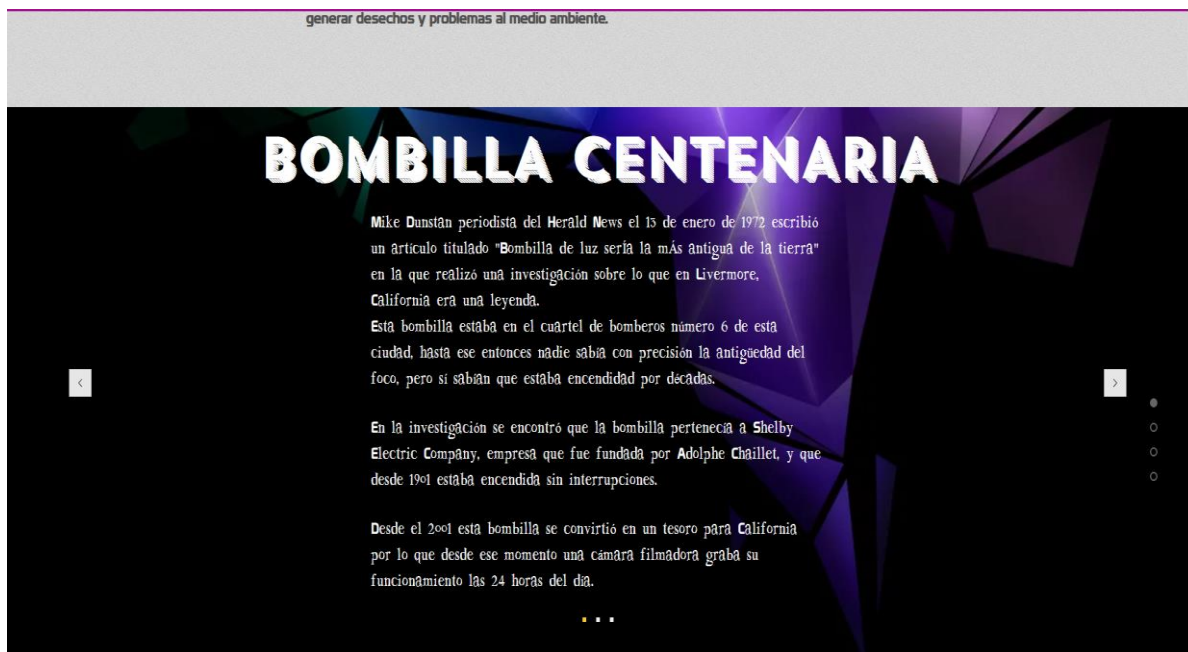 generar desechos y problemas al medio ambiente.
BOMBILLA CENTENARIA
Mike Dunstan periodista del Herald News el 13 de enero de 1972 escribió
un artículo titulado "Bombilla de luz serÍa la mÁs antigua de la tierra"
en la que realizó una investigación sobre lo que en Livermore,
California era una leyenda.
Esta bombilla estaba en el cuartel de bomberos número 6 de esta
ciudad, hasta ese entonces nadie sabía con precisión la antigüedad del
foco, pero sí sabían que estaba encendidad por décadas.
En la investigación se encontró que la bombilla pertenecía a Shelby
Electric Company, empresa que fue fundada por Adolphe Chaillet, y que
desde 1901 estaba encendida sin interrupciones.
Desde el 2001 esta bombilla se convirtió en un tesoro para California
por lo que desde ese momento una cámara filmadora graba su
funcionamiento las 24 horas del día.